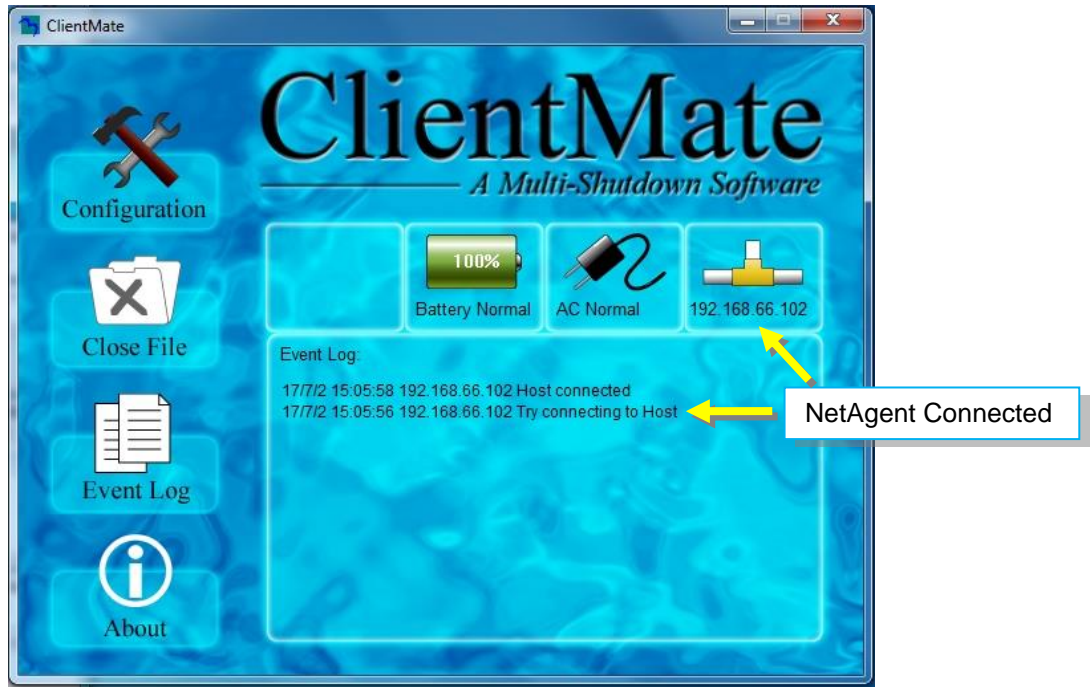 ClientMate
ClientMate
A Multi-Shutdown Software
Configuration
Close File
Event Log
About
100%
Battery Normal
AC Normal
192.168.66.102
Event Log:
17/7/2 15:05:58 192.168.66.102 Host connected
17/7/2 15:05:56 192.168.66.102 Try connecting to Host
NetAgent Connected